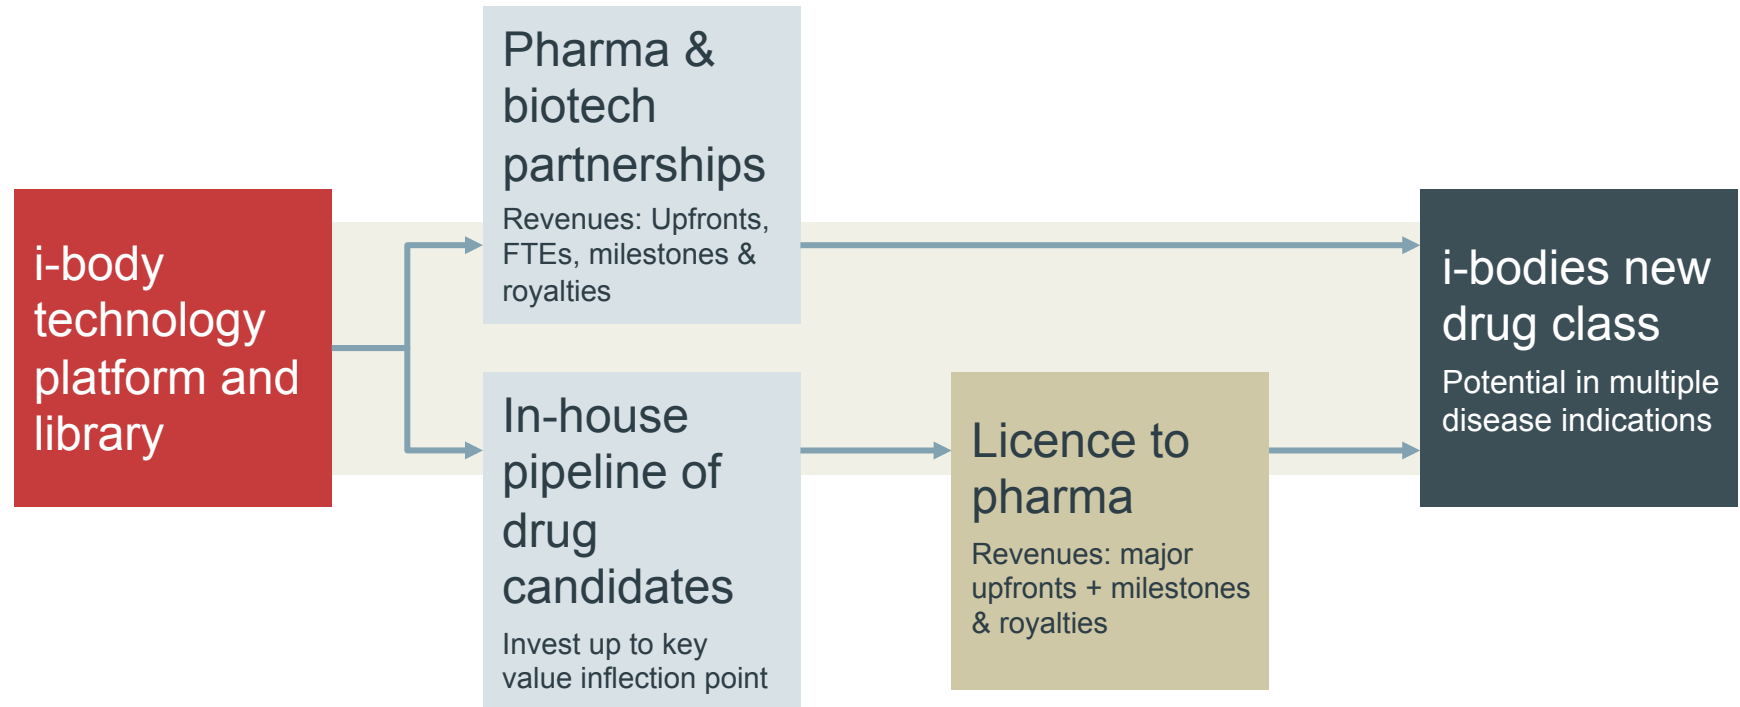 i-body
technology
platform and
library
Pharma &
biotech
partnerships
Revenues: Upfronts,
FTEs, milestones &
royalties
In-house
pipeline of
drug
candidates
Invest up to key
value inflection point
Licence to
pharma
Revenues: major
upfronts + milestones
& royalties
i-bodies new
drug class
Potential in multiple
disease indications